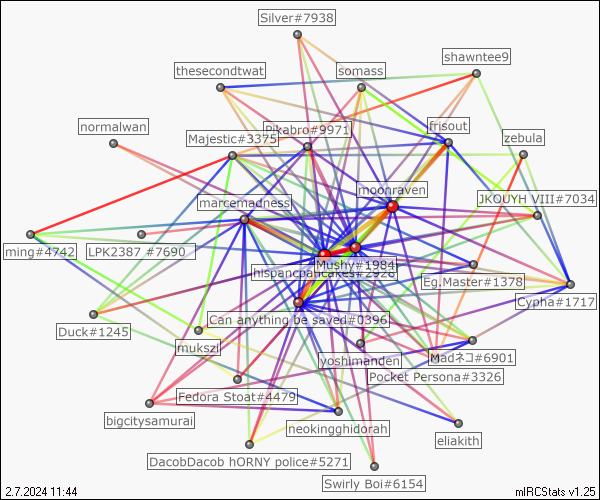 Silver#7938
shawntee9
thesecondtwat
somass
normalwan
Pikabro#9971
frisout
Majestic#3375
zebula
moonraven
marcemadness
JKOUYH VIII#7034
ming#4742
LPK2387 #7690
Mushy#1984
hispancpancakes#2926
Eg.Master#1378
Cypha#1717
Can anything be saved#0396
Duck#1245
mukszi
yoshimanden
Madネコ#6901
Pocket Persona#3326
Fedora Stoat#4479
bigcitysamurai
neokingghidorah
eliakith
DacobDacob hORNY police#5271
Swirly Boi#6154
2.7.2024 11:44
mIRCStats v1.25